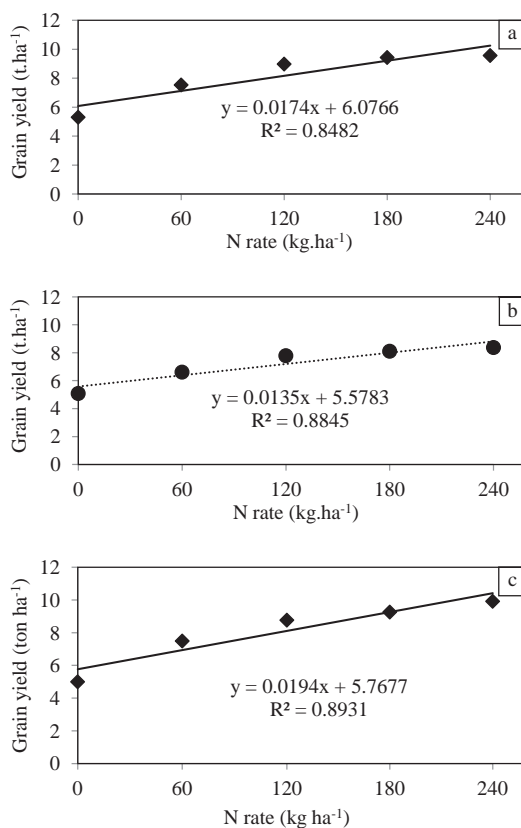 a
Grain yield (t.ha⁻¹)
12
10
8
6
4
2
0
y = 0.0174x + 6.0766
R² = 0.8482
0 60 120 180 240
N rate (kg.ha⁻¹)
b
Grain yield (t.ha⁻¹)
12
10
8
6
4
2
0
y = 0.0135x + 5.5783
R² = 0.8845
0 60 120 180 240
N rate (kg.ha⁻¹)
c
Grain yield (ton ha⁻¹)
12
10
8
6
4
2
0
y = 0.0194x + 5.7677
R² = 0.8931
0 60 120 180 240
N rate (kg ha⁻¹)